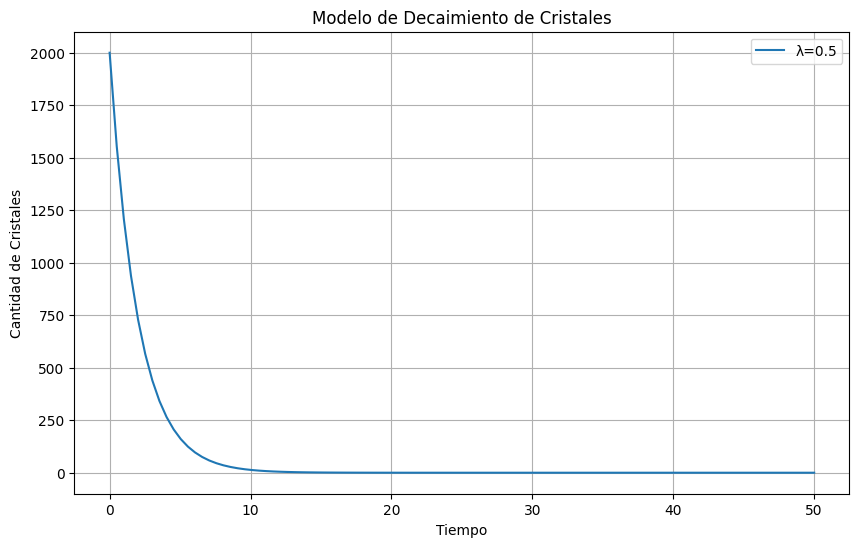 Modelo de Decaimiento de Cristales
λ=0.5
Cantidad de Cristales
2000
1750
1500
1250
1000
750
500
250
0
0 10 20 30 40 50
Tiempo